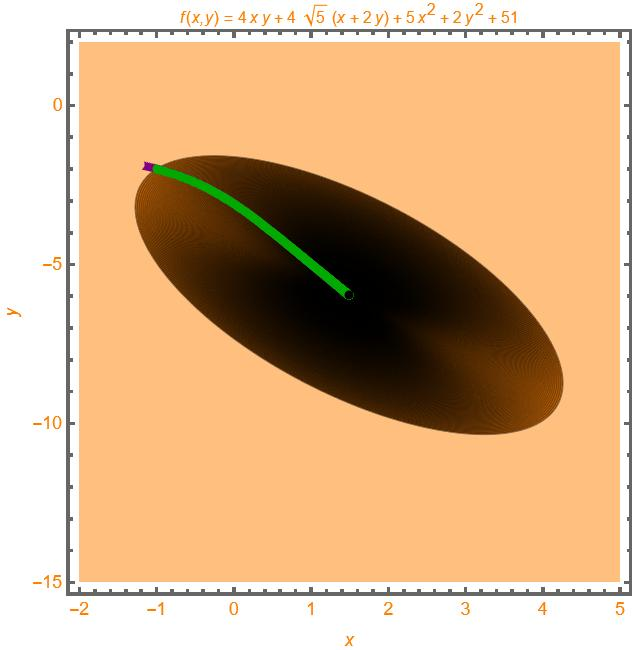 f(x,y) = 4 x y + 4 √5 (x + 2 y) + 5 x² + 2 y² + 51
0
−5
y
−10
−15
−2 −1 0 1 2 3 4 5
x